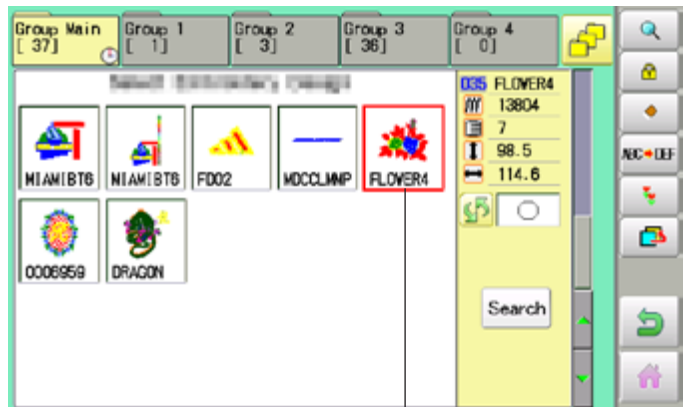 Group Main
[ 37]
Group 1
[ 1]
Group 2
[ 3]
Group 3
[ 36]
Group 4
[ 0]
035 FLOWER4
13804
7
98.5
114.6
MIAMIBT6
NIAMIBT6
FD02
MDCCLMNP
FLOWER4
0006959
DRAGON
Search
ABC DEF